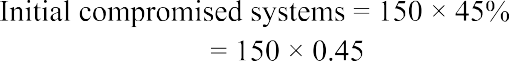 Initial compromised systems = 150 × 45%
= 150 × 0.45